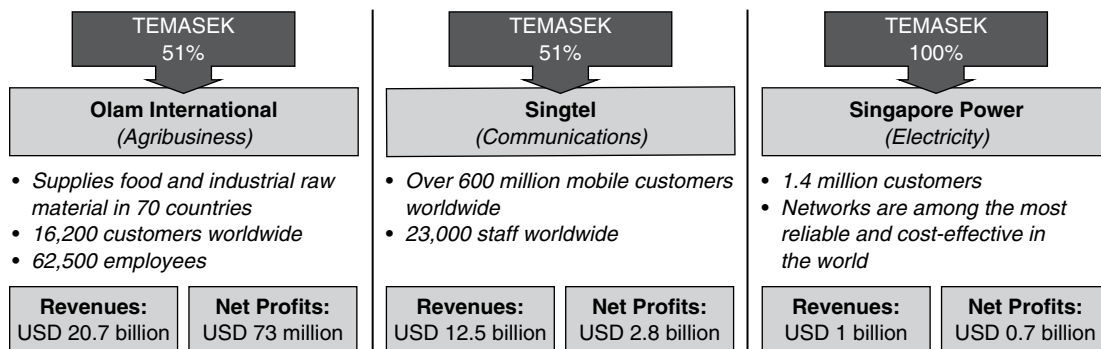 TEMASEK
51%
Olam International
(Agribusiness)
• Supplies food and industrial raw
material in 70 countries
• 16,200 customers worldwide
• 62,500 employees
Revenues:
USD 20.7 billion
Net Profits:
USD 73 million
TEMASEK
51%
Singtel
(Communications)
• Over 600 million mobile customers
worldwide
• 23,000 staff worldwide
Revenues:
USD 12.5 billion
Net Profits:
USD 2.8 billion
TEMASEK
100%
Singapore Power
(Electricity)
• 1.4 million customers
• Networks are among the most
reliable and cost-effective in
the world
Revenues:
USD 1 billion
Net Profits:
USD 0.7 billion